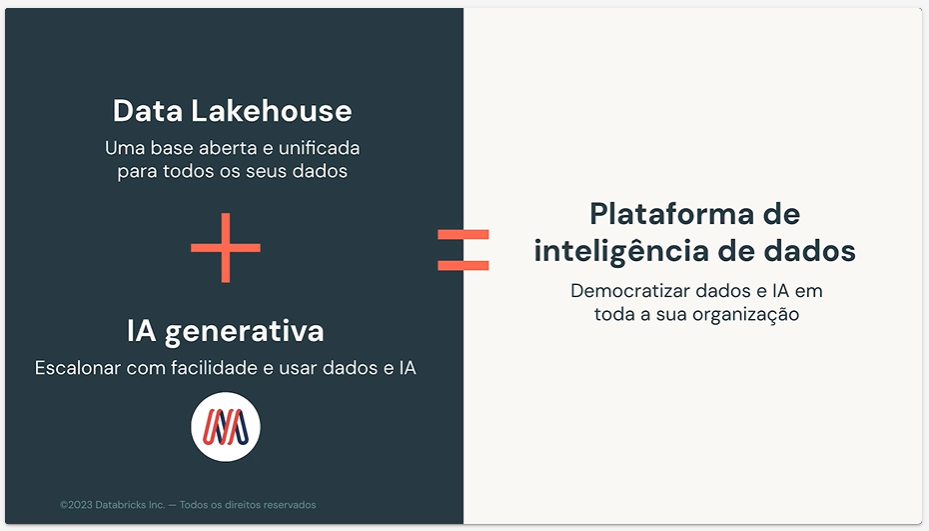 Data Lakehouse
Uma base aberta e unificada
para todos os seus dados
+
IA generativa
Escalonar com facilidade e usar dados e IA
=
Plataforma de
inteligência de dados
Democratizar dados e IA em
toda a sua organização
©2023 Databricks Inc. — Todos os direitos reservados